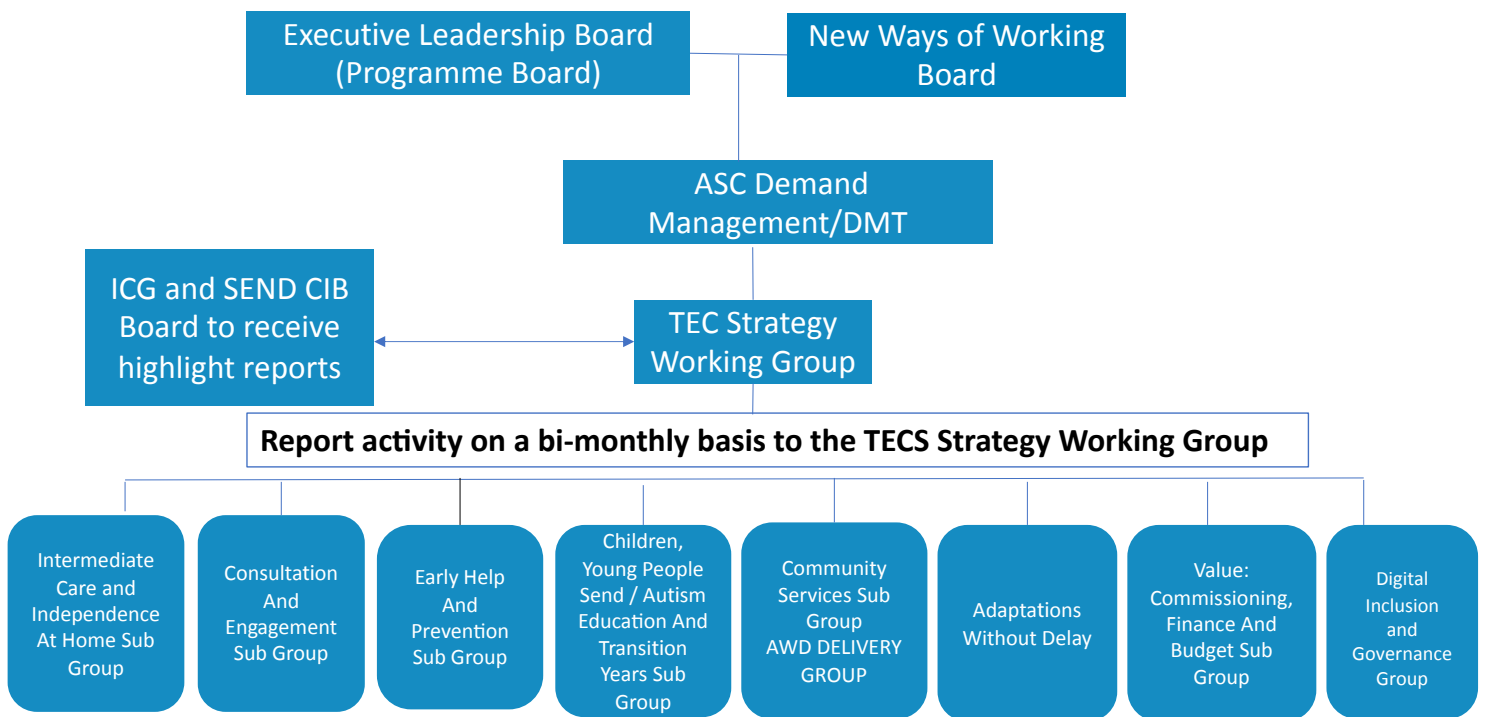 Executive Leadership Board
(Programme Board)
New Ways of Working
Board
ASC Demand
Management/DMT
ICG and SEND CIB
Board to receive
highlight reports
TEC Strategy
Working Group
Report activity on a bi-monthly basis to the TECS Strategy Working Group
Intermediate
Care and
Independence
At Home Sub
Group
Consultation
And
Engagement
Sub Group
Early Help
And
Prevention
Sub Group
Children,
Young People
Send / Autism
Education And
Transition
Years Sub
Group
Community
Services Sub
Group
AWD DELIVERY
GROUP
Adaptations
Without Delay
Value:
Commissioning,
Finance And
Budget Sub
Group
Digital
Inclusion
and
Governance
Group